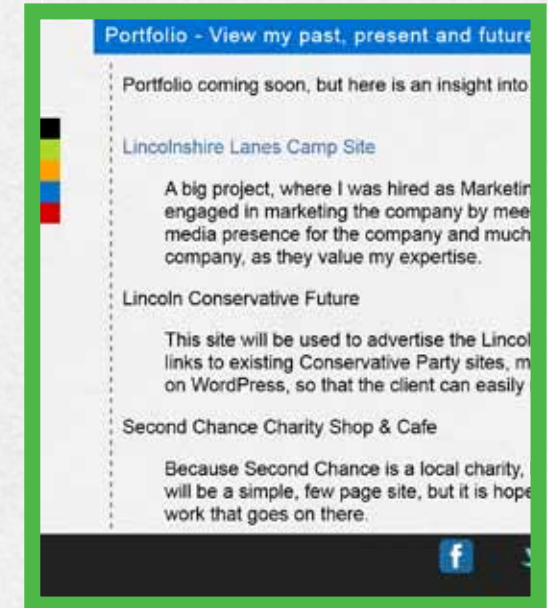 Portfolio - View my past, present and future
Portfolio coming soon, but here is an insight into
Lincolnshire Lanes Camp Site
A big project, where I was hired as Marketin
engaged in marketing the company by mee
media presence for the company and much
company, as they value my expertise.
Lincoln Conservative Future
This site will be used to advertise the Lincol
links to existing Conservative Party sites, m
on WordPress, so that the client can easily
Second Chance Charity Shop & Cafe
Because Second Chance is a local charity,
will be a simple, few page site, but it is hope
work that goes on there.
f